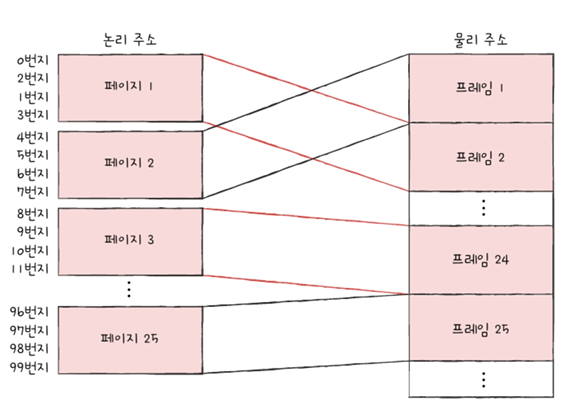 논리 주소
물리 주소
0번지
2번지
1번지
3번지
페이지 1
4번지
5번지
6번지
7번지
페이지 2
8번지
9번지
10번지
11번지
페이지 3
⋮
96번지
97번지
98번지
99번지
페이지 25
프레임 1
프레임 2
⋮
프레임 24
프레임 25
⋮